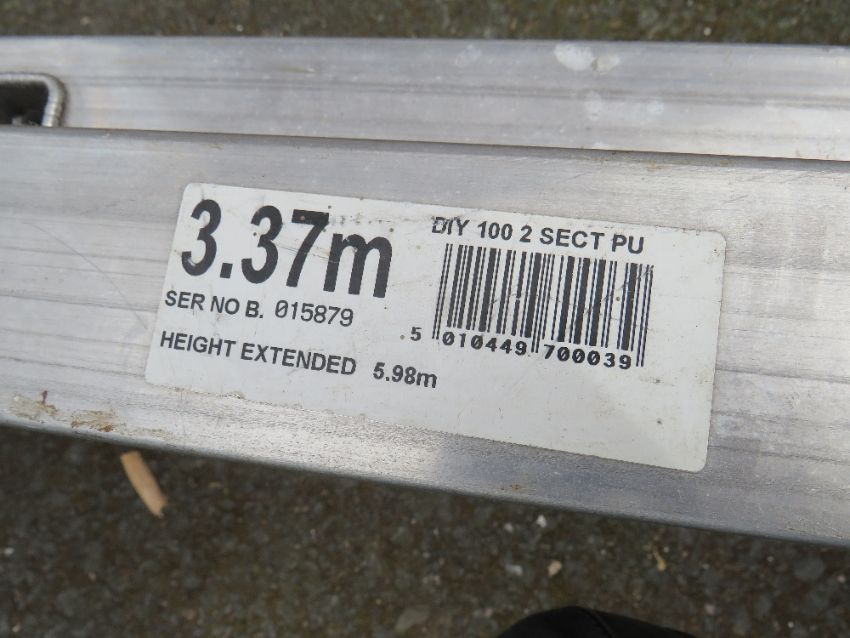 3.37m
DIY 100 2 SECT PU
SER NO B. 015879
5 010449 700039
HEIGHT EXTENDED 5.98m